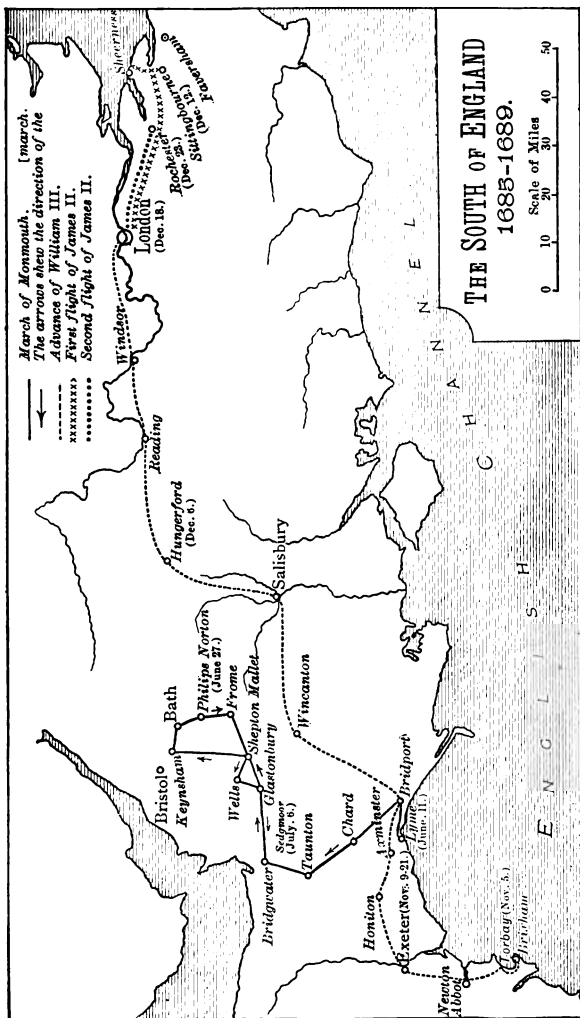 March of Monmouth. [march.
The arrows shew the direction of the
Advance of William III.
First flight of James II.
Second flight of James II.
Sheerness
Faversham
Sittingbourne
(Dec. 12.)
Rochester
(Dec. 23.)
London
(Dec. 18.)
Windsor
Reading
Hungerford
(Dec. 6.)
Salisbury
Bath
Philips Norton
(June 27.)
Frome
Bristol
Keynsham
Shepton Mallet
Wells
Glastonbury
Wincanton
Sedgmoor
(July. 6.)
Bridgwater
Taunton
Chard
Axminster
Bridport
Lyme
(June. 11.)
Honiton
Exeter (Nov. 9-21.)
Newton
Abbot
Torbay (Nov. 5.)
Brixham
ENGLISH CHANNEL
THE SOUTH OF ENGLAND
1685-1689.
Scale of Miles
0 10 20 30 40 50